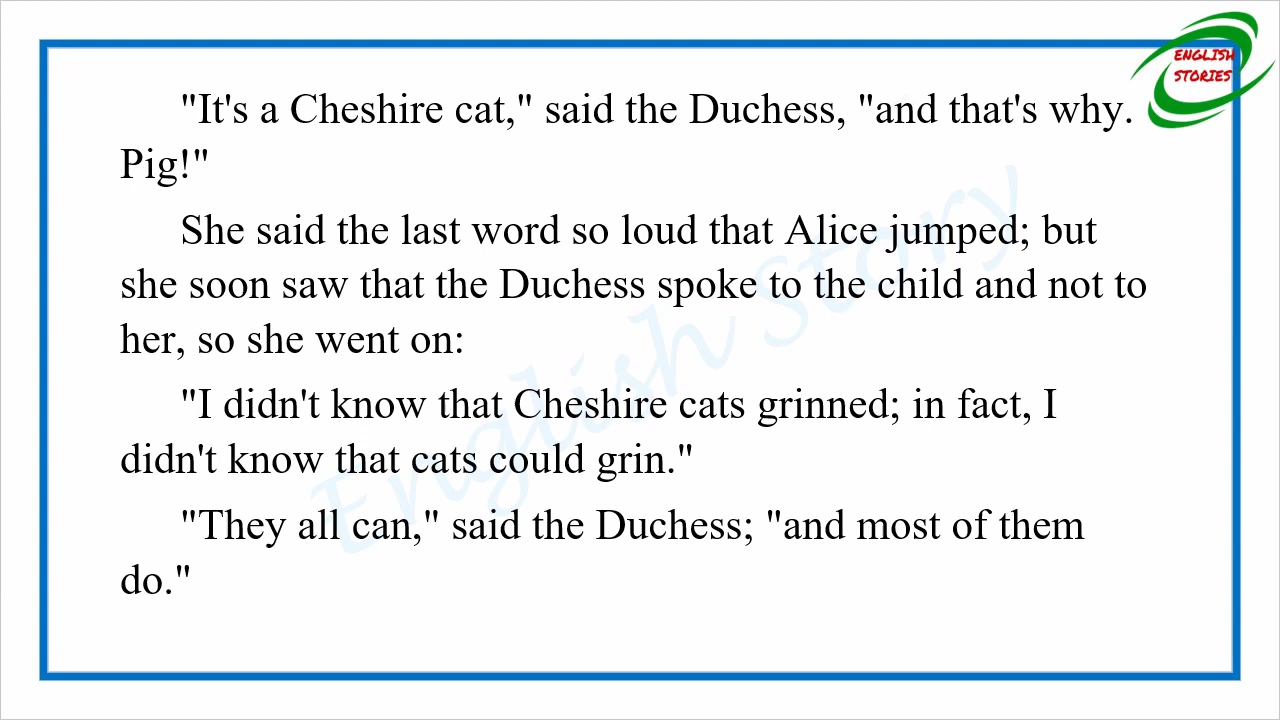 ENGLISH
STORIES
"It's a Cheshire cat," said the Duchess, "and that's why.
Pig!"
She said the last word so loud that Alice jumped; but
she soon saw that the Duchess spoke to the child and not to
her, so she went on:
"I didn't know that Cheshire cats grinned; in fact, I
didn't know that cats could grin."
"They all can," said the Duchess; "and most of them
do."
English Story